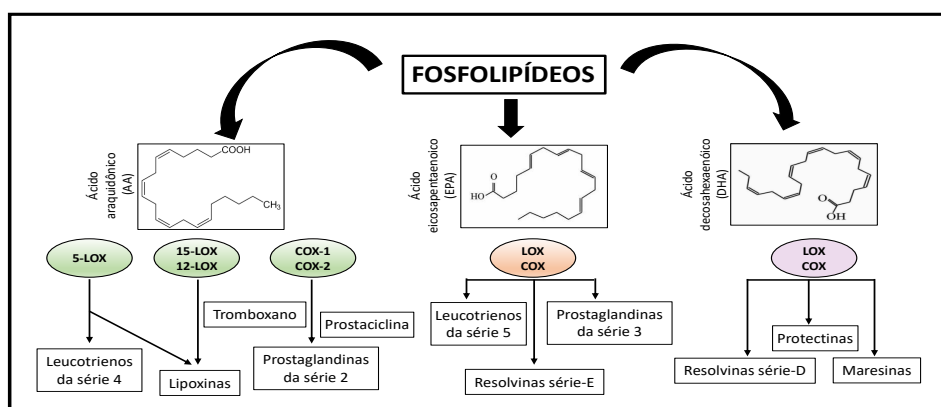 FOSFOLIPÍDEOS
Ácido
araquidônico
(AA)
COOH
CH₃
Ácido
eicosapentaenoico
(EPA)
O
HO
Ácido
decosahexaenóico
(DHA)
O
OH
5-LOX
15-LOX
12-LOX
COX-1
COX-2
LOX
COX
LOX
COX
Tromboxano
Prostaciclina
Leucotrienos
da série 4
Lipoxinas
Prostaglandinas
da série 2
Leucotrienos
da série 5
Prostaglandinas
da série 3
Resolvinas série-E
Protectinas
Resolvinas série-D
Maresinas